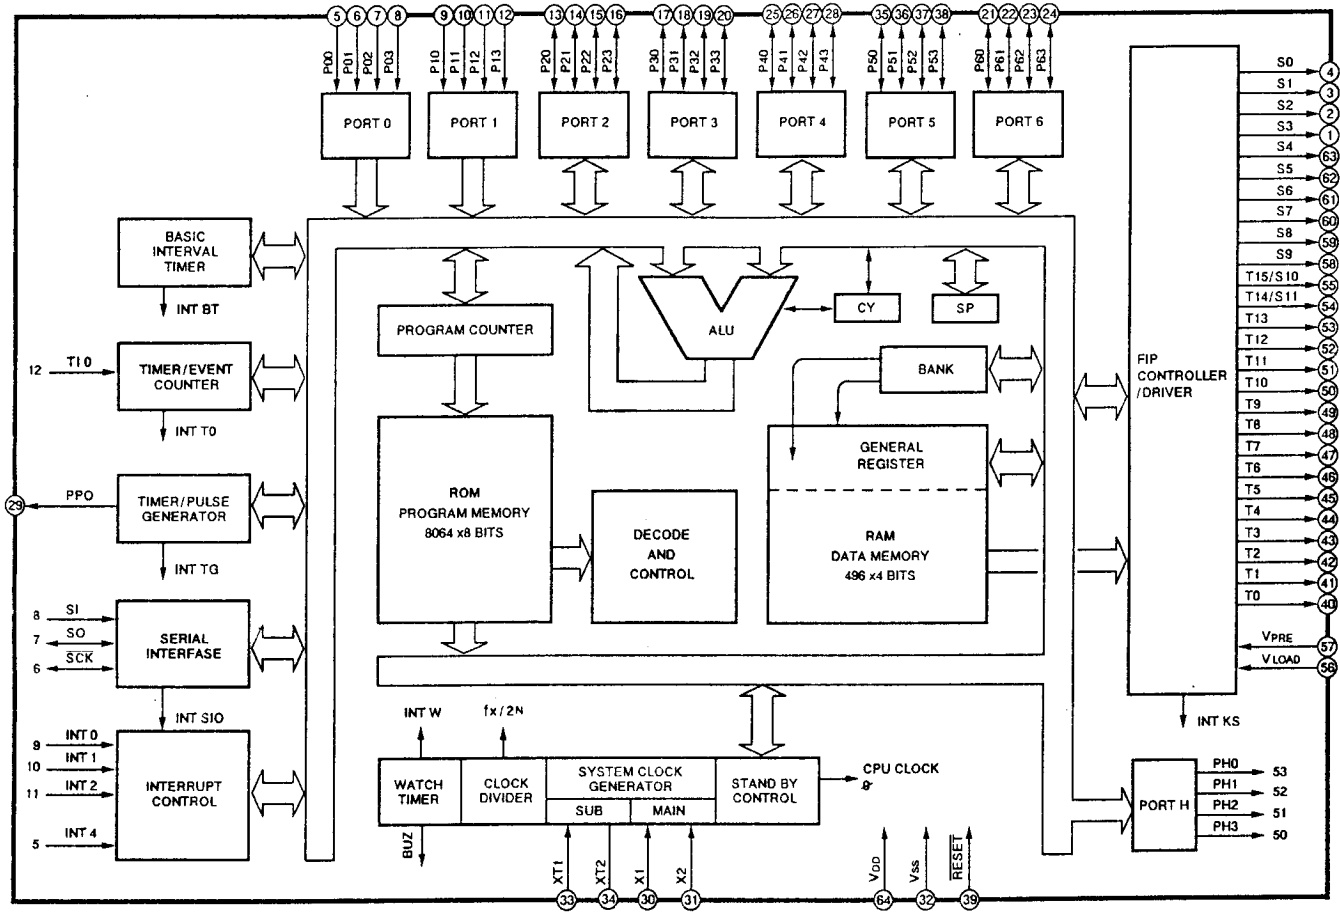 5 6 7 8 9 10 11 12 13 14 15 16 17 18 19 20 25 26 27 28 35 36 37 38 21 22 23 24
P00 P01 P02 P03 P10 P11 P12 P13 P20 P21 P22 P23 P30 P31 P32 P33 P40 P41 P42 P43 P50 P51 P52 P53 P60 P61 P62 P63
PORT 0 PORT 1 PORT 2 PORT 3 PORT 4 PORT 5 PORT 6
BASIC
INTERVAL
TIMER
INT BT
12 TI 0
TIMER/EVENT
COUNTER
INT T0
29 PPO
TIMER/PULSE
GENERATOR
INT TG
8 SI
7 SO
6 SCK
SERIAL
INTERFASE
INT SIO
9 INT 0
10 INT 1
11 INT 2
5 INT 4
INTERRUPT
CONTROL
PROGRAM COUNTER
ALU
CY
SP
BANK
GENERAL
REGISTER
ROM
PROGRAM MEMORY
8064 x8 BITS
DECODE
AND
CONTROL
RAM
DATA MEMORY
496 x4 BITS
INT W
fx/2N
WATCH
TIMER
CLOCK
DIVIDER
SYSTEM CLOCK
GENERATOR
SUB MAIN
STAND BY
CONTROL
CPU CLOCK
BUZ
XT1 XT2 X1 X2
33 34 30 31
VDD VSS RESET
64 32 39
FIP
CONTROLLER
/DRIVER
S0 4
S1 3
S2 2
S3 1
S4 63
S5 62
S6 61
S7 60
S8 59
S9 58
T15/S10 55
T14/S11 54
T13 53
T12 52
T11 51
T10 50
T9 49
T8 48
T7 47
T6 46
T5 45
T4 44
T3 43
T2 42
T1 41
T0 40
VPRE 57
VLOAD 56
INT KS
PORT H
PH0 53
PH1 52
PH2 51
PH3 50